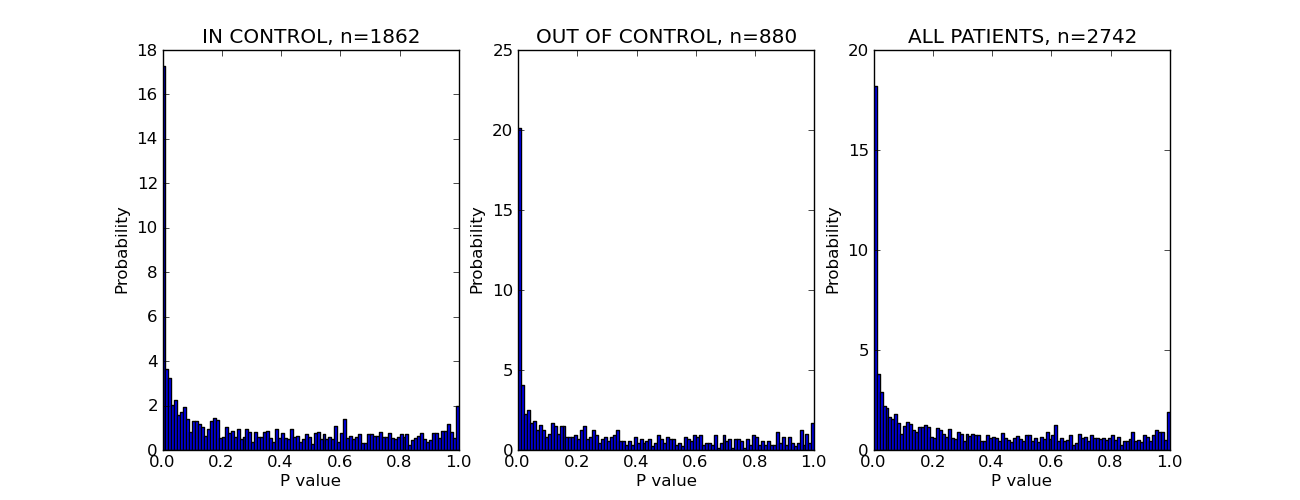 IN CONTROL, n=1862
18
16
14
12
10
8
6
4
2
0
Probability
0.0 0.2 0.4 0.6 0.8 1.0
P value
OUT OF CONTROL, n=880
25
20
15
10
5
0
Probability
0.0 0.2 0.4 0.6 0.8 1.0
P value
ALL PATIENTS, n=2742
20
15
10
5
0
Probability
0.0 0.2 0.4 0.6 0.8 1.0
P value